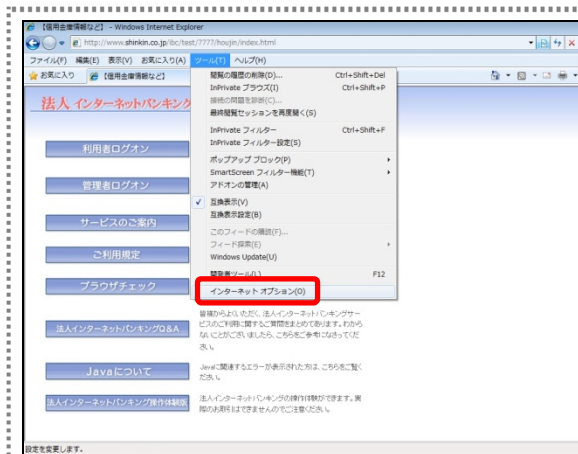 【信用金庫情報など】 - Windows Internet Explorer
http://www.shinkin.co.jp/ibc/test/7777/houjin/index.html
ファイル(F) 編集(E) 表示(V) お気に入り(A) ツール(T) ヘルプ(H)
お気に入り 【信用金庫情報など】
閲覧の履歴の削除(D)... Ctrl+Shift+Del
InPrivate ブラウズ(I) Ctrl+Shift+P
接続の問題を診断(C)...
最終閲覧セッションを再度開く(S)
InPrivate フィルター Ctrl+Shift+F
InPrivate フィルター設定(S)
ポップアップ ブロック(P)
SmartScreen フィルター機能(T)
アドオンの管理(A)
互換表示(V)
互換表示設定(B)
このフィードの購読(F)...
フィード探索(E)
Windows Update(U)
開発者ツール(L) F12
インターネット オプション(O)
法人 インターネットバンキング
利用者ログオン
管理者ログオン
サービスのご案内
ご利用規定
ブラウザチェック
法人インターネットバンキングQ&A
皆様からよくいただく、法人インターネットバンキングサー
ビスのご利用に関するご質問をまとめてあります。わから
ないことがございましたら、こちらをご参考になさってくだ
さい。
Javaについて
Javaに関連するエラーが表示された方は、こちらをご覧く
ださい。
法人インターネットバンキング操作体験版
法人インターネットバンキングの操作体験ができます。実
際のお取引はできませんのでご注意ください。
設定を変更します。